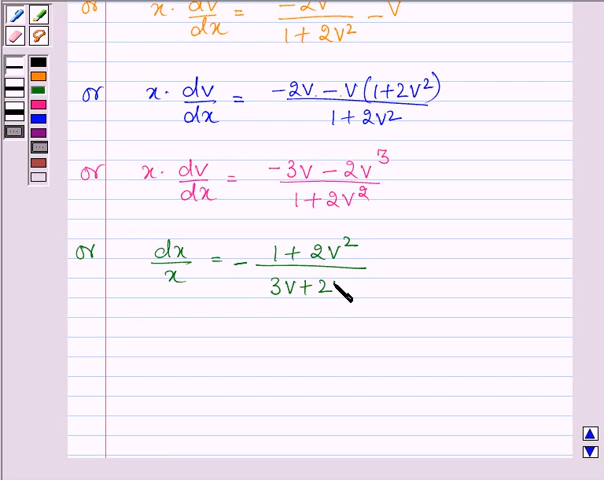 or x · dv/dx = -2v/(1 + 2v²) - v
or x · dv/dx = (-2v - v(1+2v²))/(1 + 2v²)
or x · dv/dx = (-3v - 2v³)/(1 + 2v²)
or dx/x = - (1 + 2v²)/(3v + 2